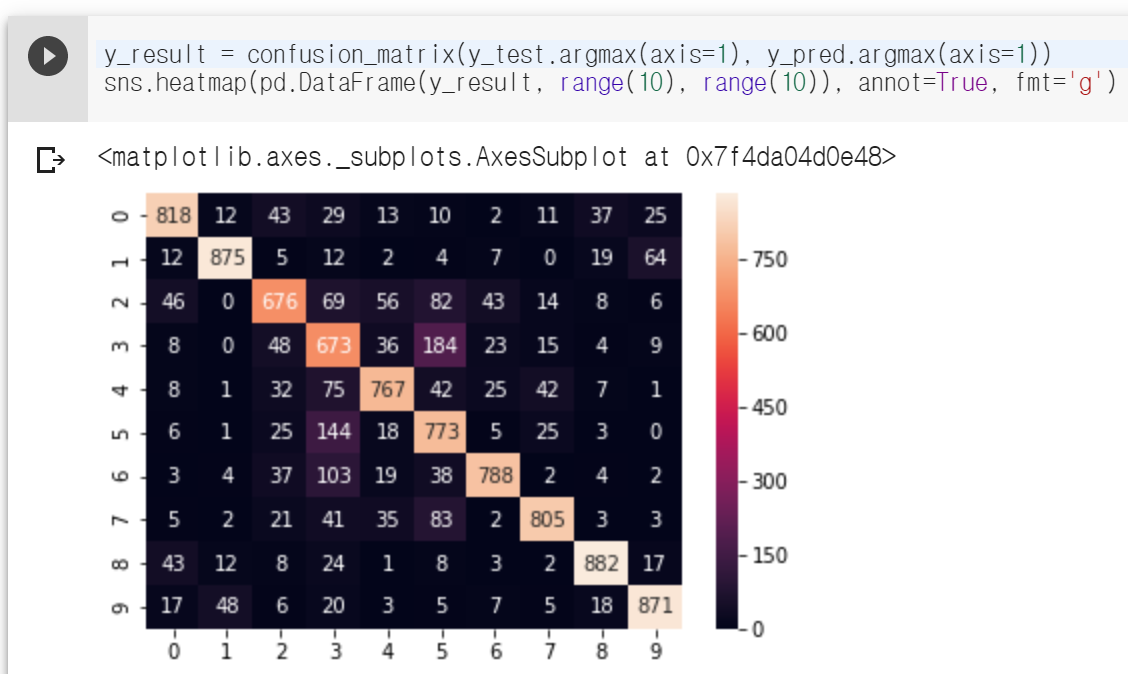 y_result = confusion_matrix(y_test.argmax(axis=1), y_pred.argmax(axis=1))
sns.heatmap(pd.DataFrame(y_result, range(10), range(10)), annot=True, fmt='g')
<matplotlib.axes._subplots.AxesSubplot at 0x7f4da04d0e48>
0 818 12 43 29 13 10 2 11 37 25
1 12 875 5 12 2 4 7 0 19 64
2 46 0 676 69 56 82 43 14 8 6
3 8 0 48 673 36 184 23 15 4 9
4 8 1 32 75 767 42 25 42 7 1
5 6 1 25 144 18 773 5 25 3 0
6 3 4 37 103 19 38 788 2 4 2
7 5 2 21 41 35 83 2 805 3 3
8 43 12 8 24 1 8 3 2 882 17
9 17 48 6 20 3 5 7 5 18 871
0 1 2 3 4 5 6 7 8 9
750
600
450
300
150
0